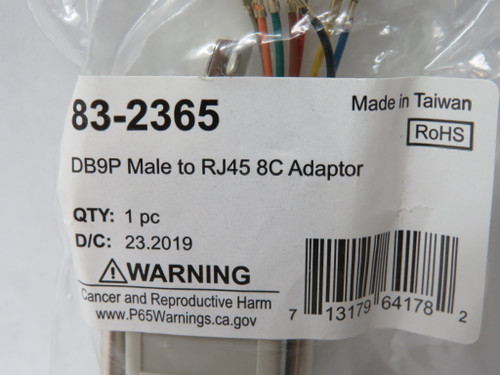 83-2365
Made in Taiwan
RoHS
DB9P Male to RJ45 8C Adaptor
QTY: 1 pc
D/C: 23.2019
⚠WARNING
Cancer and Reproductive Harm
www.P65Warnings.ca.gov
7 13179 64178 2